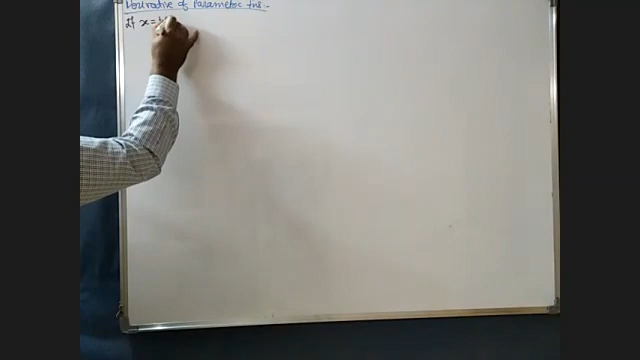 Derivative of Parametric fns :-
If x =